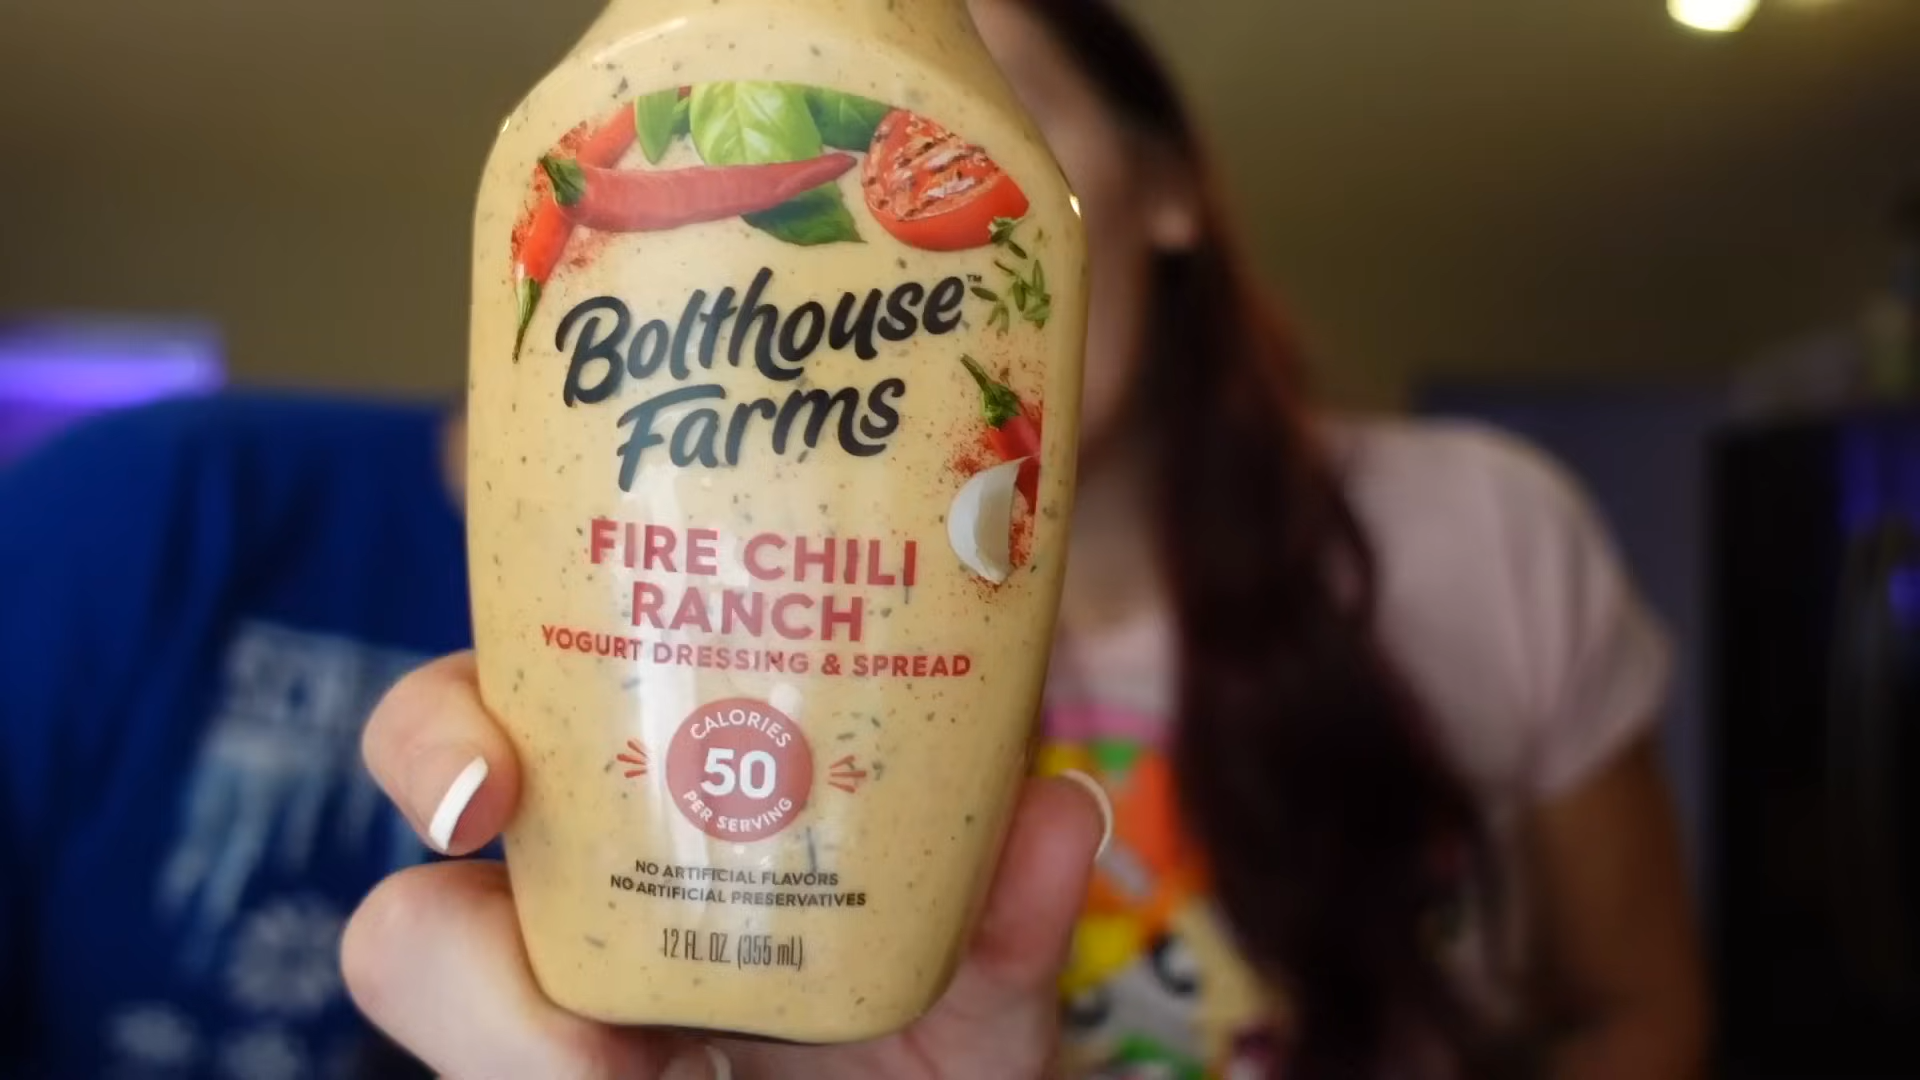 Bolthouse™
Farms
FIRE CHILI
RANCH
YOGURT DRESSING & SPREAD
CALORIES
50
PER SERVING
NO ARTIFICIAL FLAVORS
NO ARTIFICIAL PRESERVATIVES
12 FL. OZ. (355 mL)